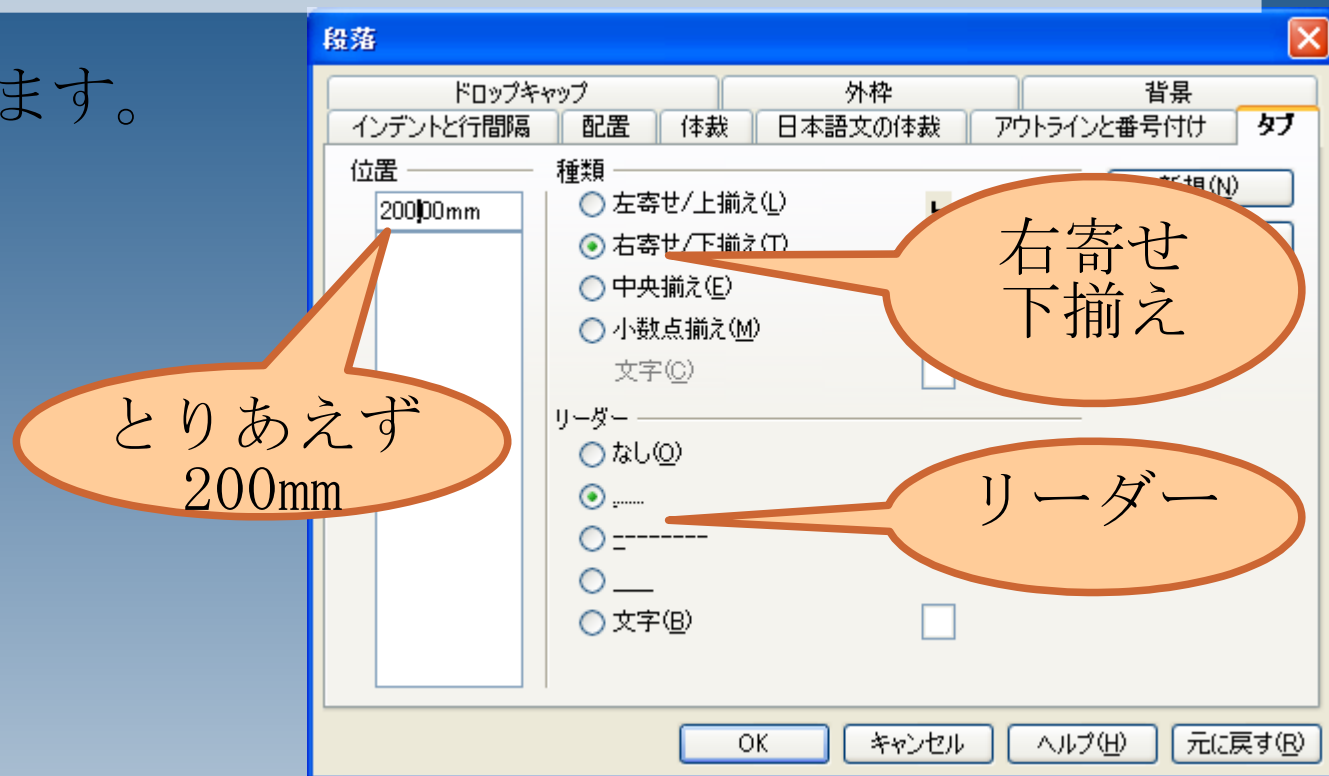 ます。
段落
ドロップキャップ 外枠 背景
インデントと行間隔 配置 体裁 日本語文の体裁 アウトラインと番号付け タブ
位置
200.00mm
種類
左寄せ/上揃え(L)
右寄せ/下揃え(T)
中央揃え(E)
小数点揃え(M)
文字(C)
新規(N)
右寄せ
下揃え
とりあえず
200mm
リーダー
なし(O)
.......
--------
___
文字(B)
リーダー
OK キャンセル ヘルプ(H) 元に戻す(R)